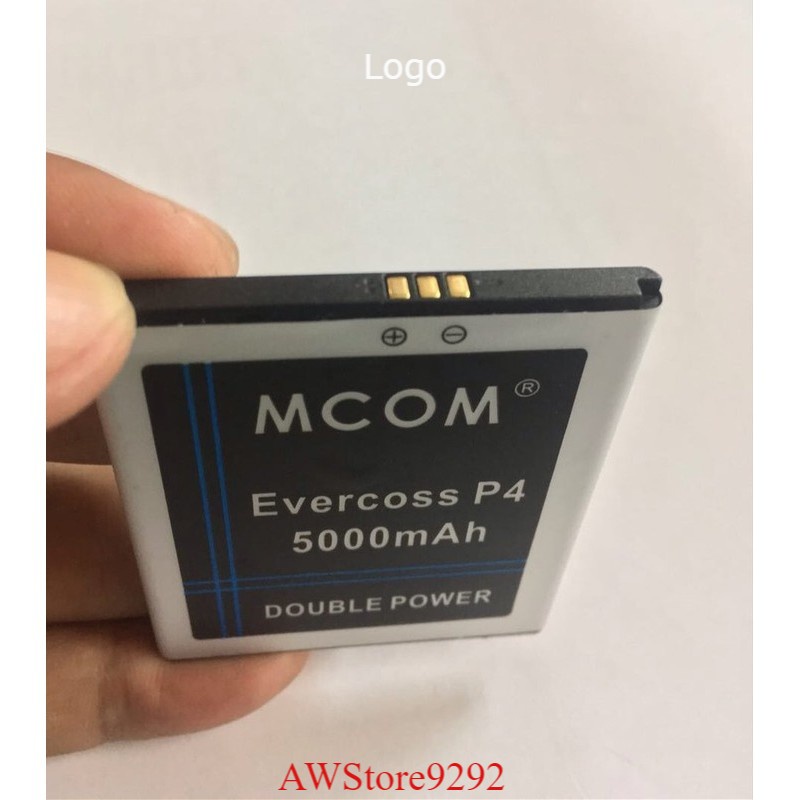 Logo
⊕ ⊖
MCOM®
Evercoss P4
5000mAh
DOUBLE POWER
AWStore9292